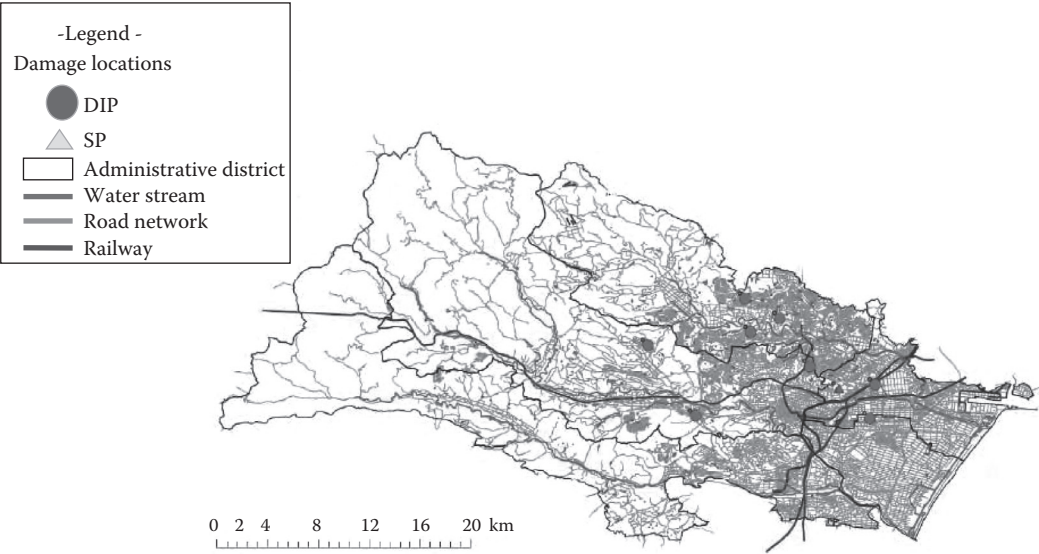 -Legend -
Damage locations
DIP
SP
Administrative district
Water stream
Road network
Railway
0 2 4 8 12 16 20 km